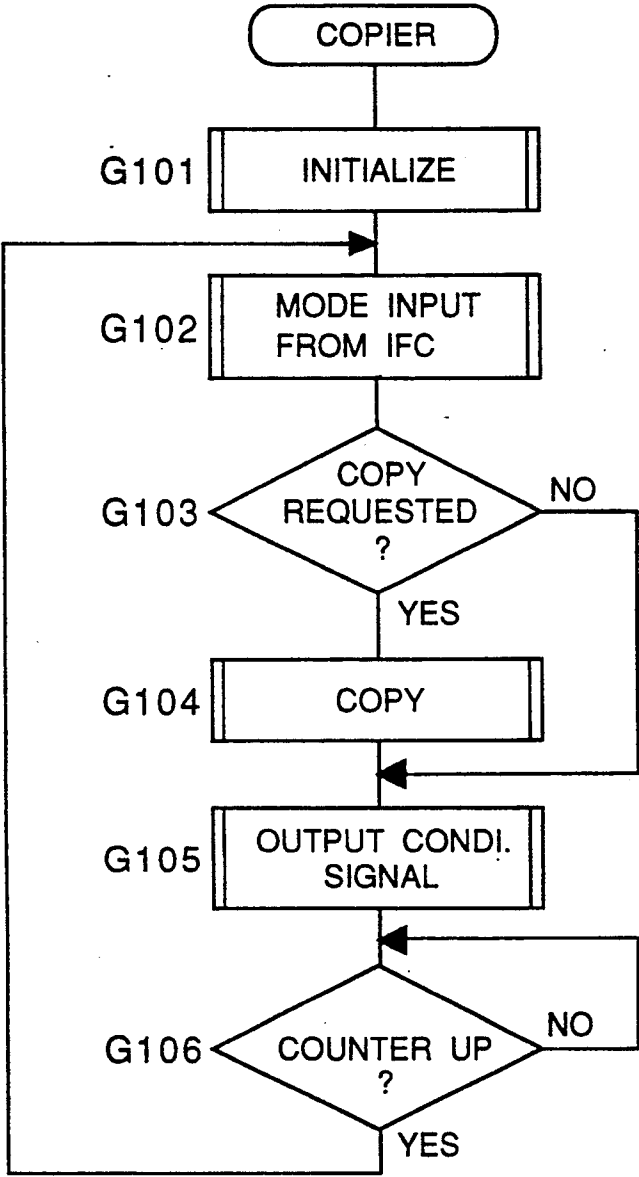 COPIER
G101
INITIALIZE
G102
MODE INPUT
FROM IFC
G103
COPY
REQUESTED
?
NO
YES
G104
COPY
G105
OUTPUT CONDI.
SIGNAL
G106
COUNTER UP
?
NO
YES